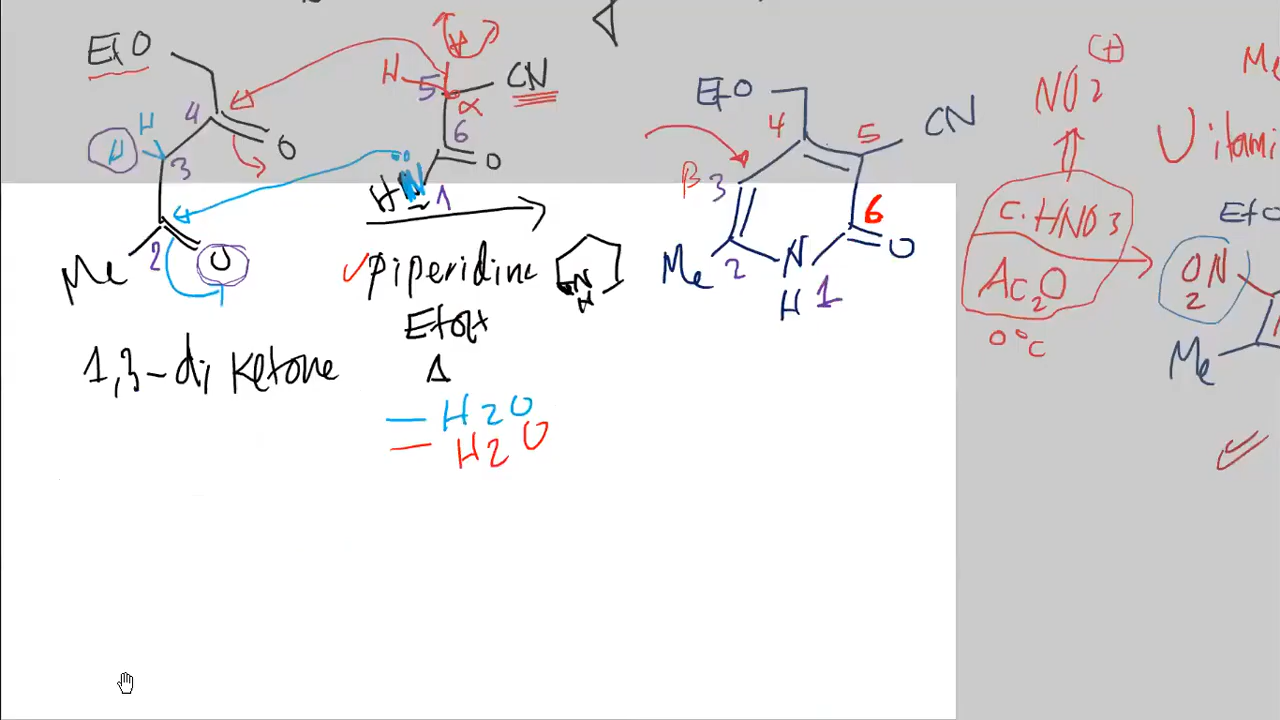 EtO
4
O
H
H
3
Me
2
O
H
H
5
α
CN
6
O
HN
1
piperidine
N
H
EtOH
Δ
— H2O
— H2O
1,3-di ketone
EtO
4
5
CN
β
3
6
O
Me
2
N
H
1
NO2
(+)
C.HNO3
Ac2O
0°C
Me
Vitami
EtO
O2N
Me